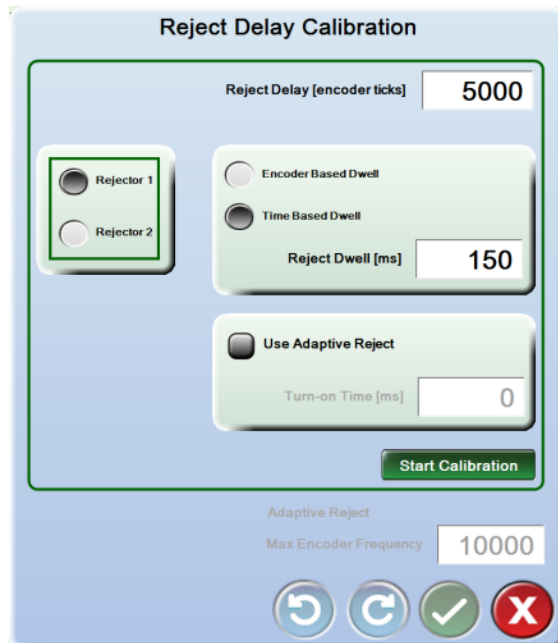 Reject Delay Calibration
Reject Delay [encoder ticks] 5000
Rejector 1
Rejector 2
Encoder Based Dwell
Time Based Dwell
Reject Dwell [ms] 150
Use Adaptive Reject
Turn-on Time [ms] 0
Start Calibration
Adaptive Reject
Max Encoder Frequency 10000